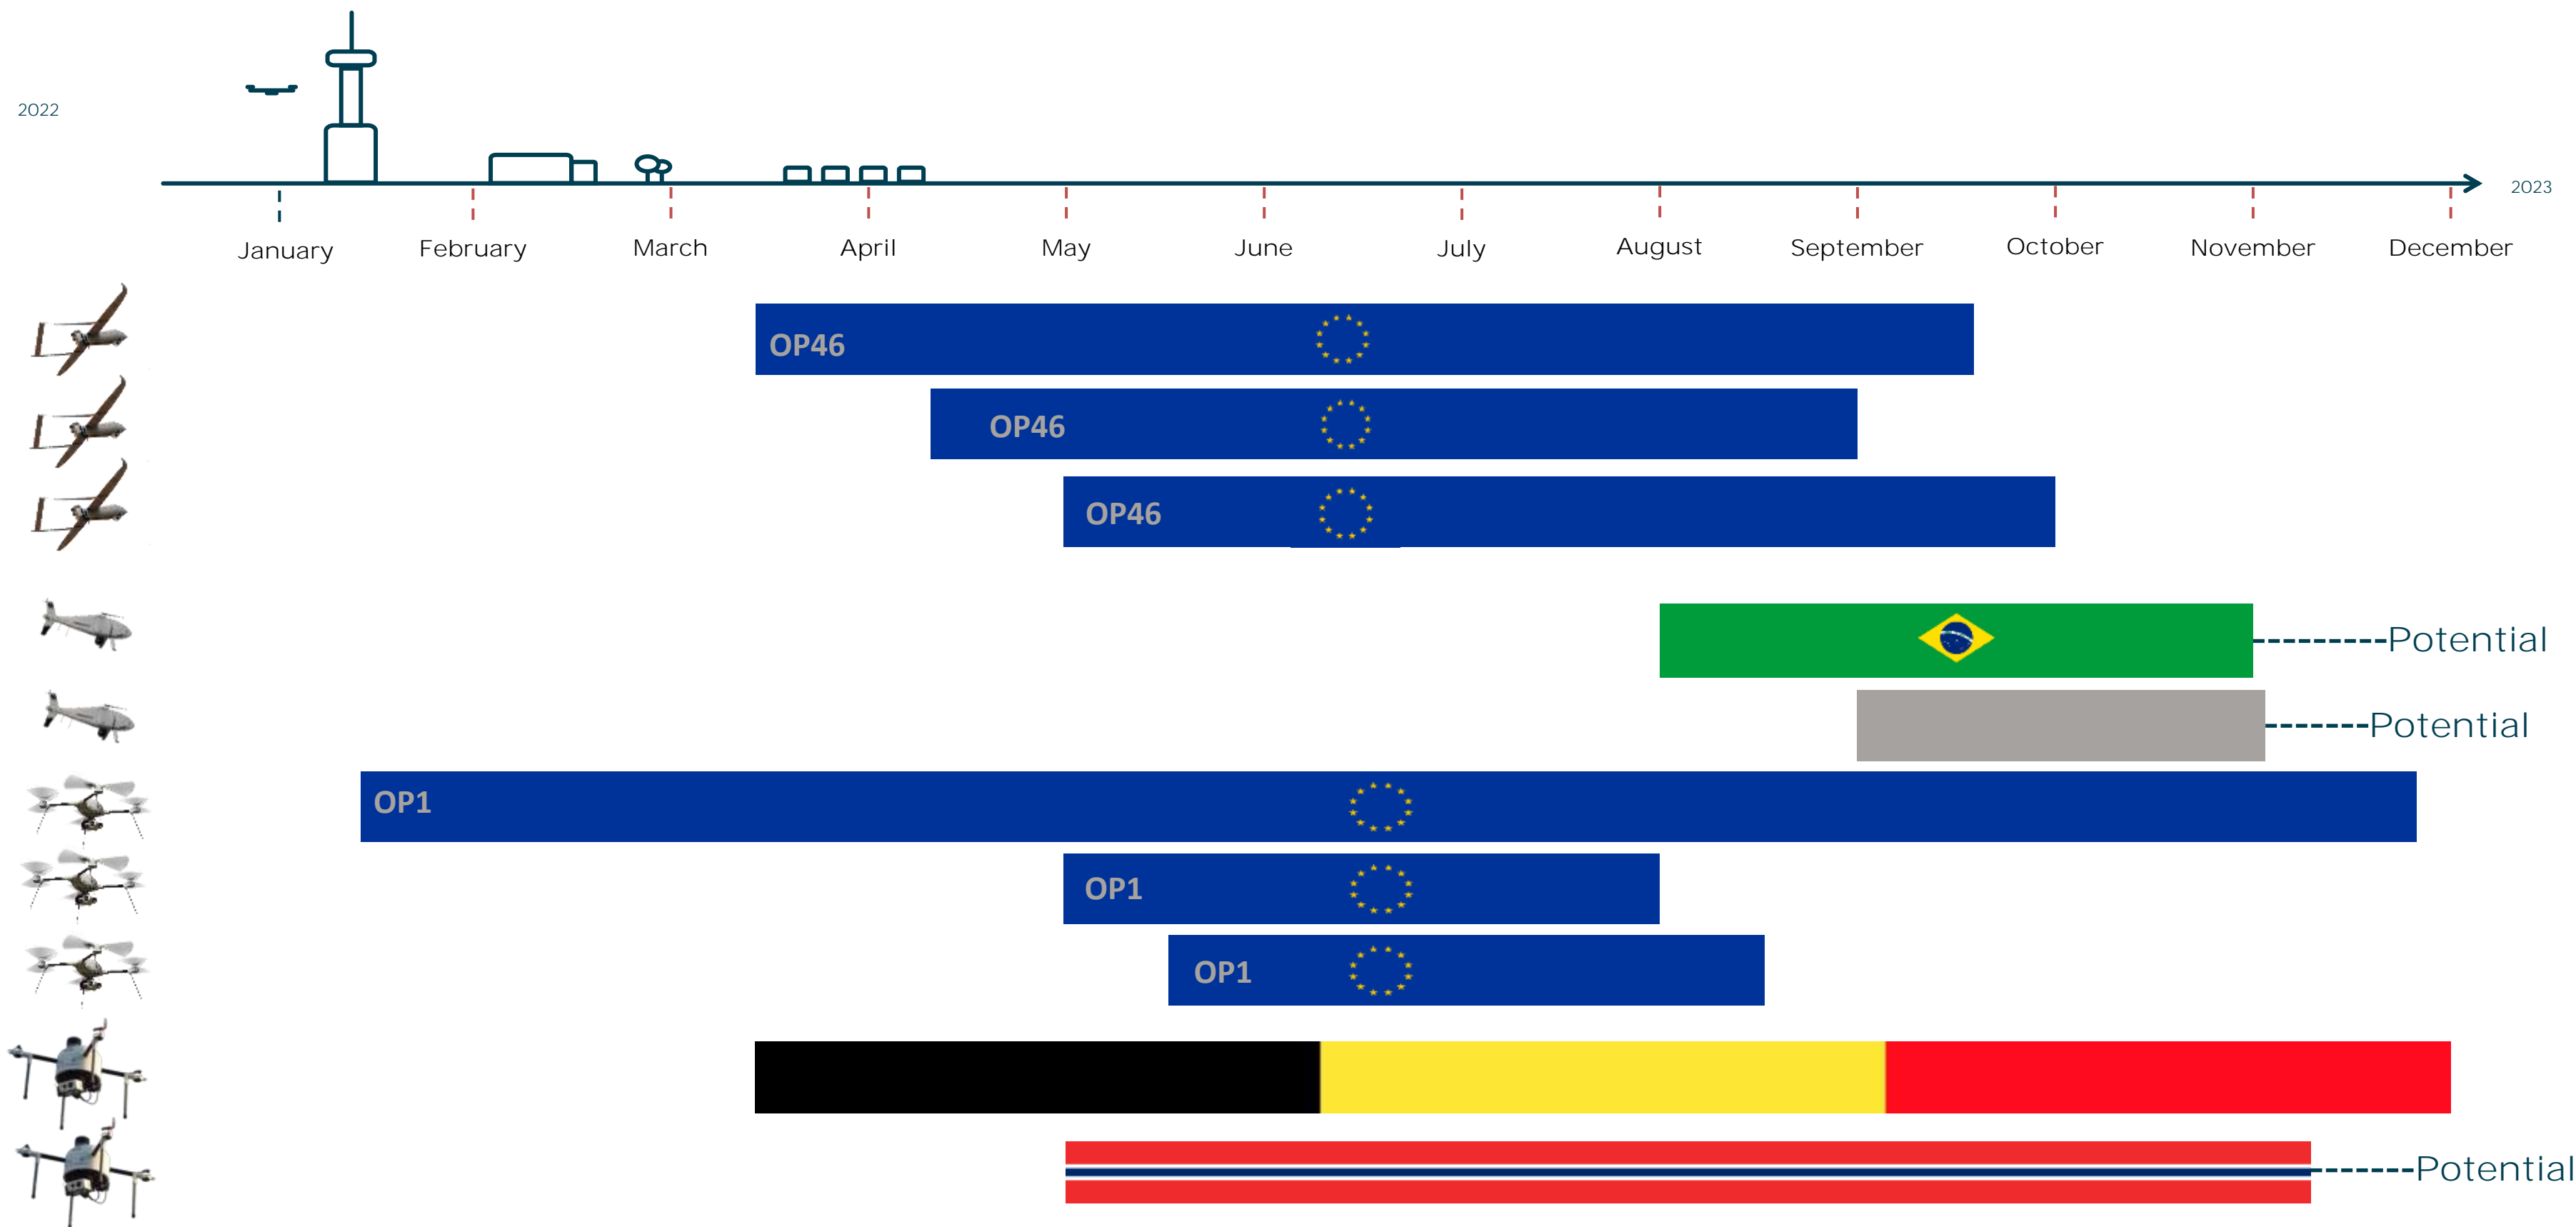 2022
2023
January February March April May June July August September October November December
OP46
OP46
OP46
Potential
Potential
OP1
OP1
OP1
Potential